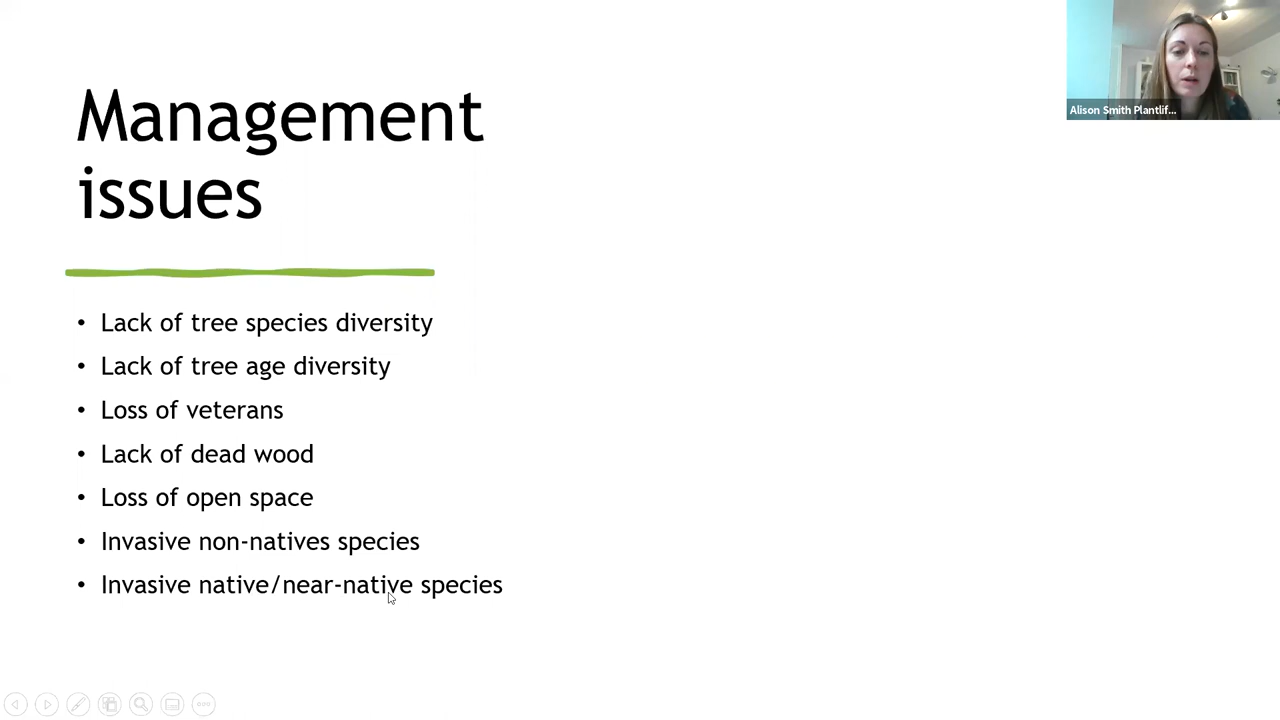 Management
issues
• Lack of tree species diversity
• Lack of tree age diversity
• Loss of veterans
• Lack of dead wood
• Loss of open space
• Invasive non-natives species
• Invasive native/near-native species
Alison Smith Plantlif...